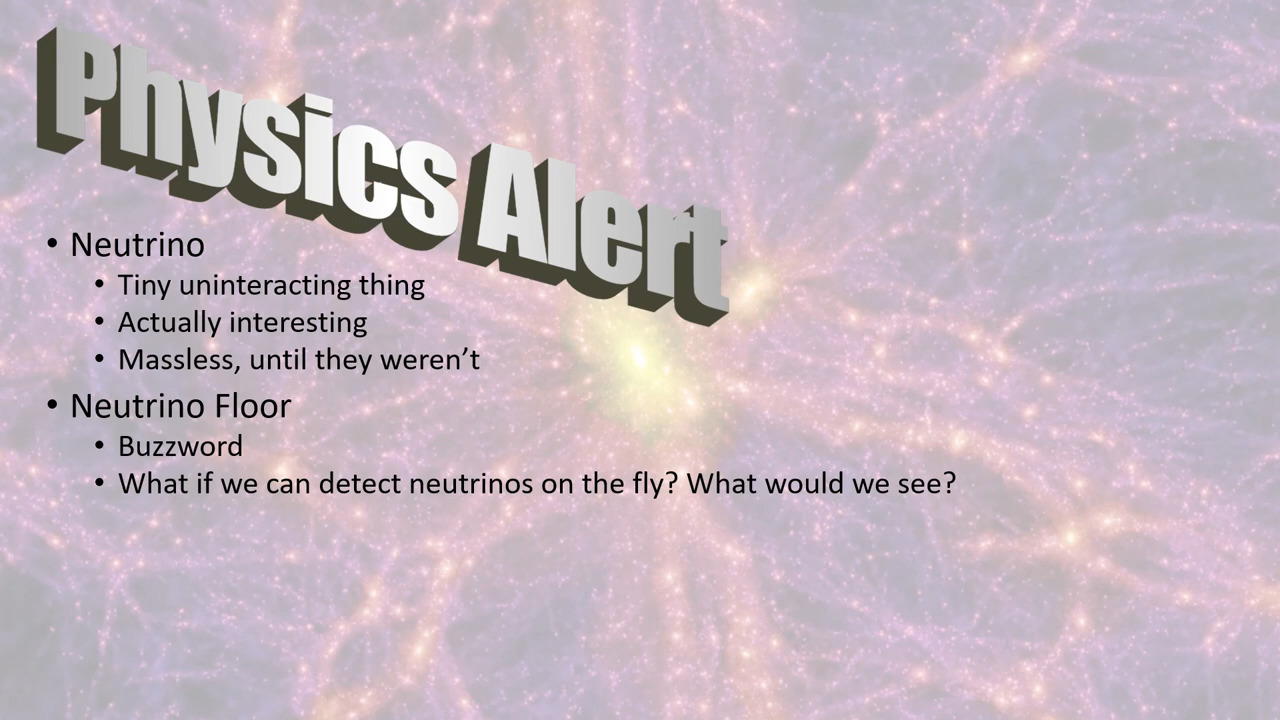 Physics Alert
• Neutrino
• Tiny uninteracting thing
• Actually interesting
• Massless, until they weren’t
• Neutrino Floor
• Buzzword
• What if we can detect neutrinos on the fly? What would we see?